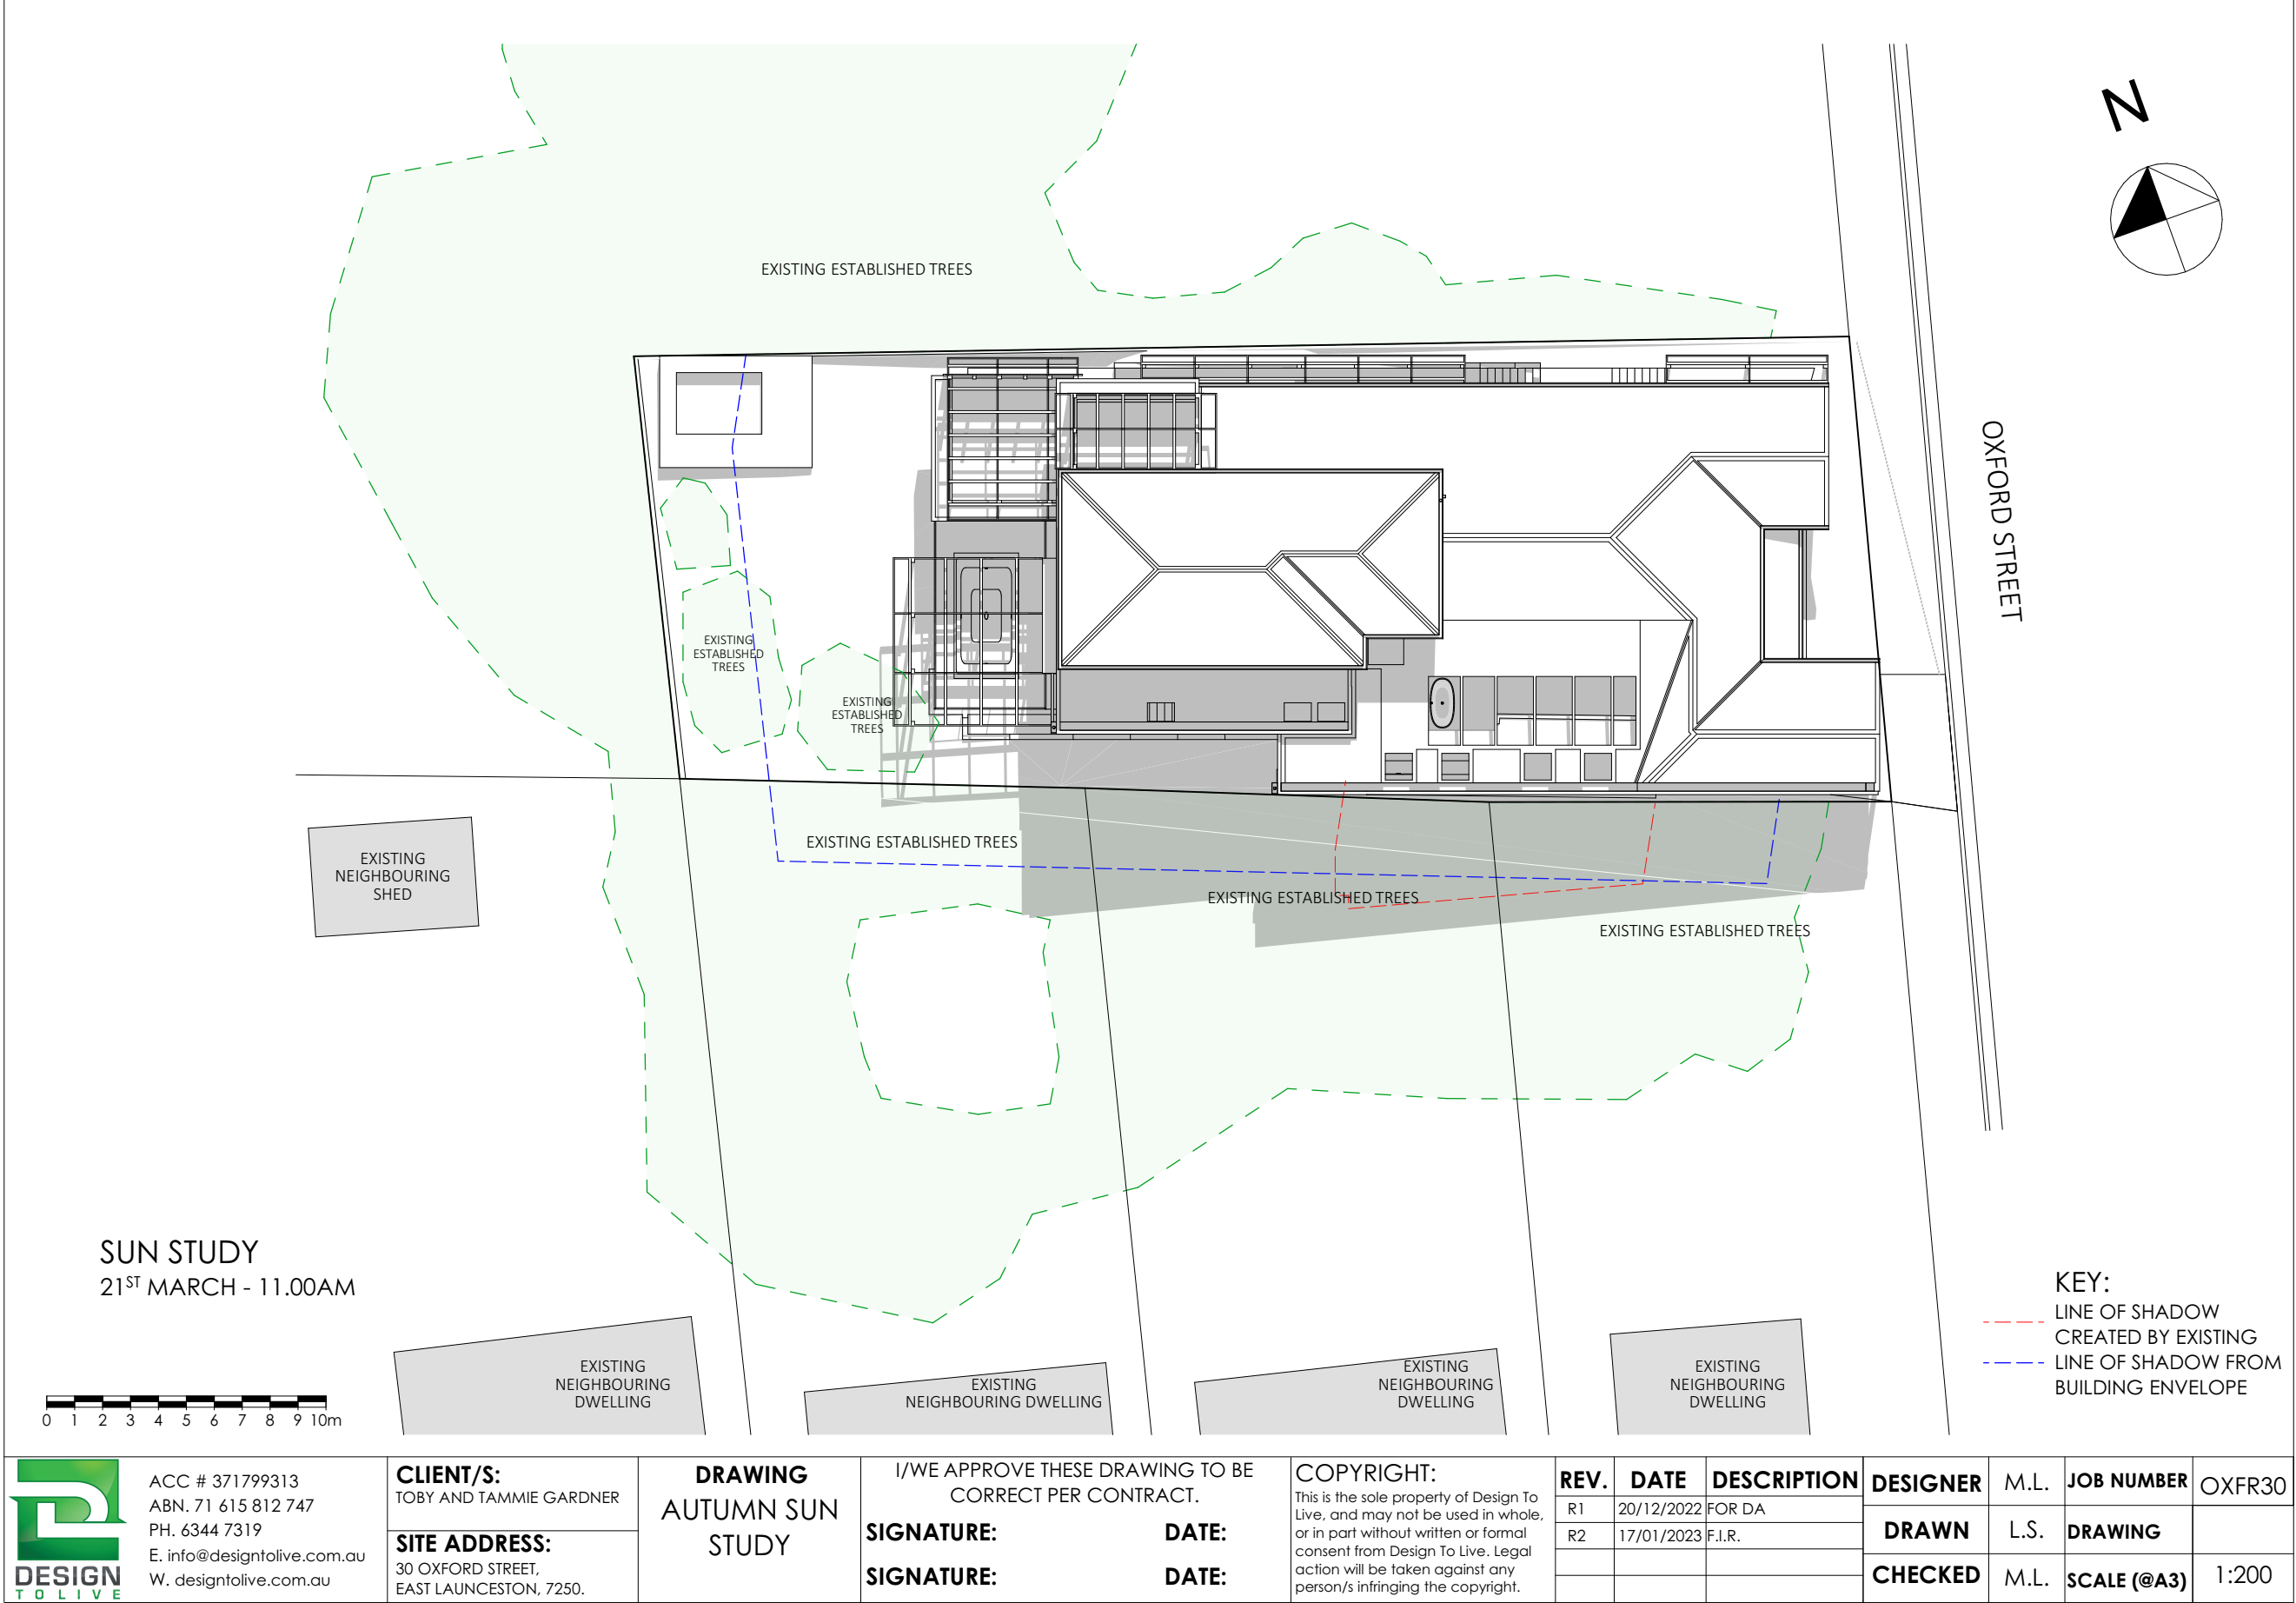 N
EXISTING ESTABLISHED TREES
OXFORD STREET
EXISTING
ESTABLISHED
TREES
EXISTING
ESTABLISHED
TREES
EXISTING ESTABLISHED TREES
EXISTING
NEIGHBOURING
SHED
EXISTING ESTABLISHED TREES
EXISTING ESTABLISHED TREES
SUN STUDY
21ST MARCH - 11.00AM
KEY:
LINE OF SHADOW
CREATED BY EXISTING
LINE OF SHADOW FROM
BUILDING ENVELOPE
EXISTING
NEIGHBOURING
DWELLING
EXISTING
NEIGHBOURING DWELLING
EXISTING
NEIGHBOURING
DWELLING
EXISTING
NEIGHBOURING
DWELLING
0 1 2 3 4 5 6 7 8 9 10m
DESIGN
TO LIVE
ACC # 371799313
ABN. 71 615 812 747
PH. 6344 7319
E. info@designtolive.com.au
W. designtolive.com.au
CLIENT/S:
TOBY AND TAMMIE GARDNER
SITE ADDRESS:
30 OXFORD STREET,
EAST LAUNCESTON, 7250.
DRAWING
AUTUMN SUN
STUDY
I/WE APPROVE THESE DRAWING TO BE
CORRECT PER CONTRACT.
SIGNATURE: DATE:
SIGNATURE: DATE:
COPYRIGHT:
This is the sole property of Design To
Live, and may not be used in whole,
or in part without written or formal
consent from Design To Live. Legal
action will be taken against any
person/s infringing the copyright.
REV. DATE DESCRIPTION
R1 20/12/2022 FOR DA
R2 17/01/2023 F.I.R.
DESIGNER M.L. JOB NUMBER OXFR30
DRAWN L.S. DRAWING
CHECKED M.L. SCALE (@A3) 1:200